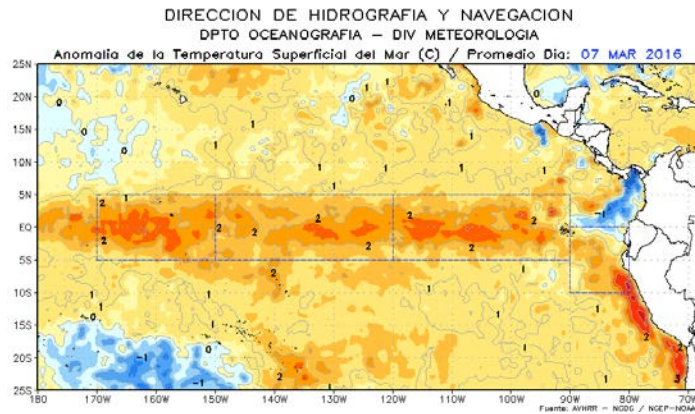 DIRECCION DE HIDROGRAFIA Y NAVEGACION
DPTO OCEANOGRAFIA – DIV METEOROLOGIA
Anomalia de la Temperatura Superficial del Mar (C) / Promedio Dia: 07 MAR 2016
25N
20N
15N
10N
5N
EQ
5S
10S
15S
20S
25S
180 170W 160W 150W 140W 130W 120W 110W 100W 90W 80W 70W
Fuente: AVHRR – NODC / NCEP–NOAA